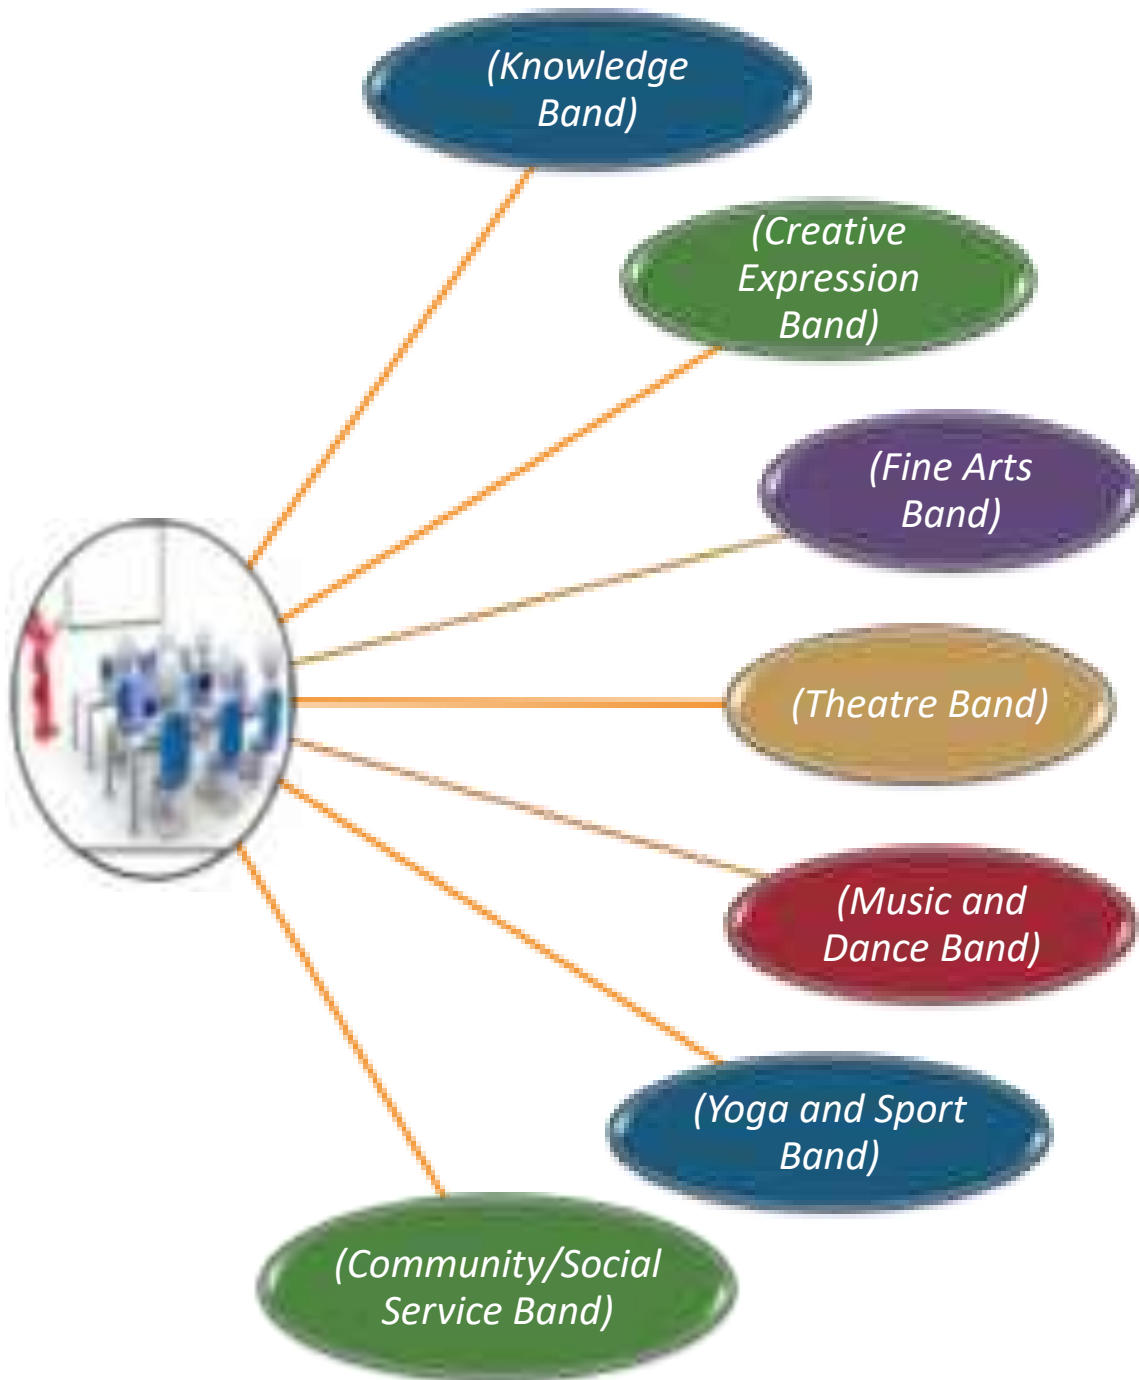 (Knowledge
Band)
(Creative
Expression
Band)
(Fine Arts
Band)
(Theatre Band)
(Music and
Dance Band)
(Yoga and Sport
Band)
(Community/Social
Service Band)